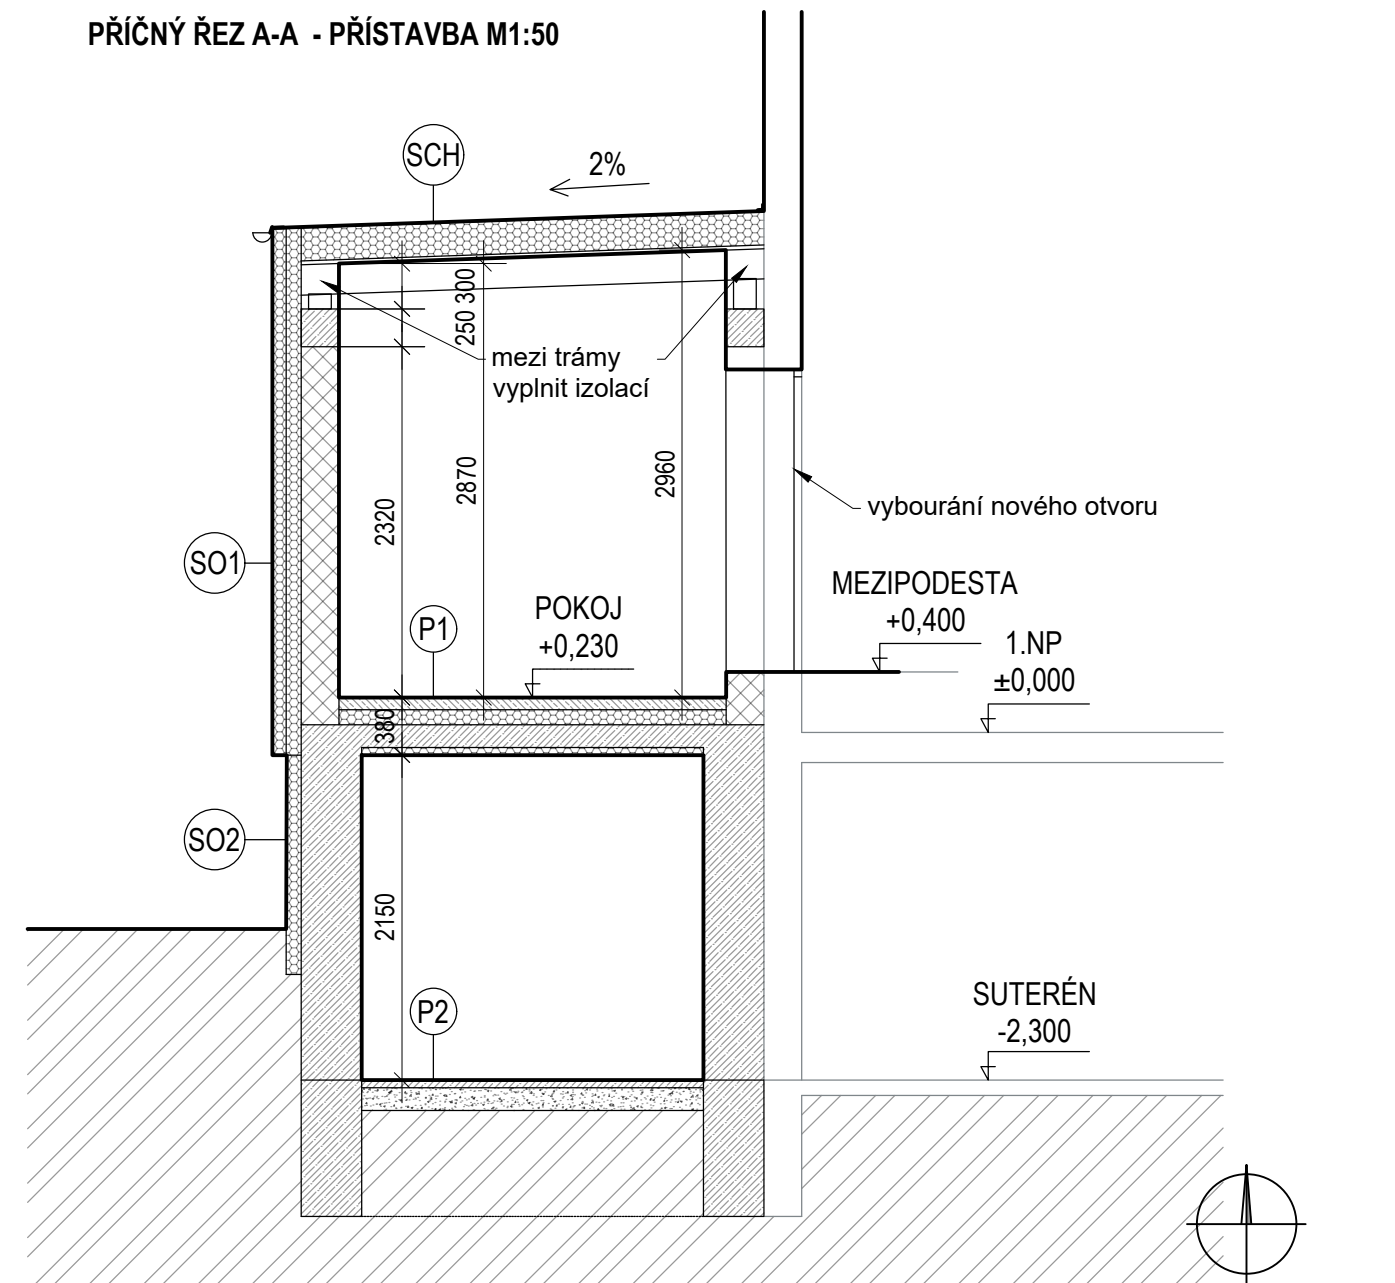 PŘÍČNÝ ŘEZ A-A - PŘÍSTAVBA M1:50
SCH
2%
250 300
mezi trámy
vyplnit izolací
2320
2870
2960
vybourání nového otvoru
SO1
MEZIPODESTA
+0,400
POKOJ
+0,230
P1
1.NP
±0,000
380
SO2
2150
P2
SUTERÉN
-2,300